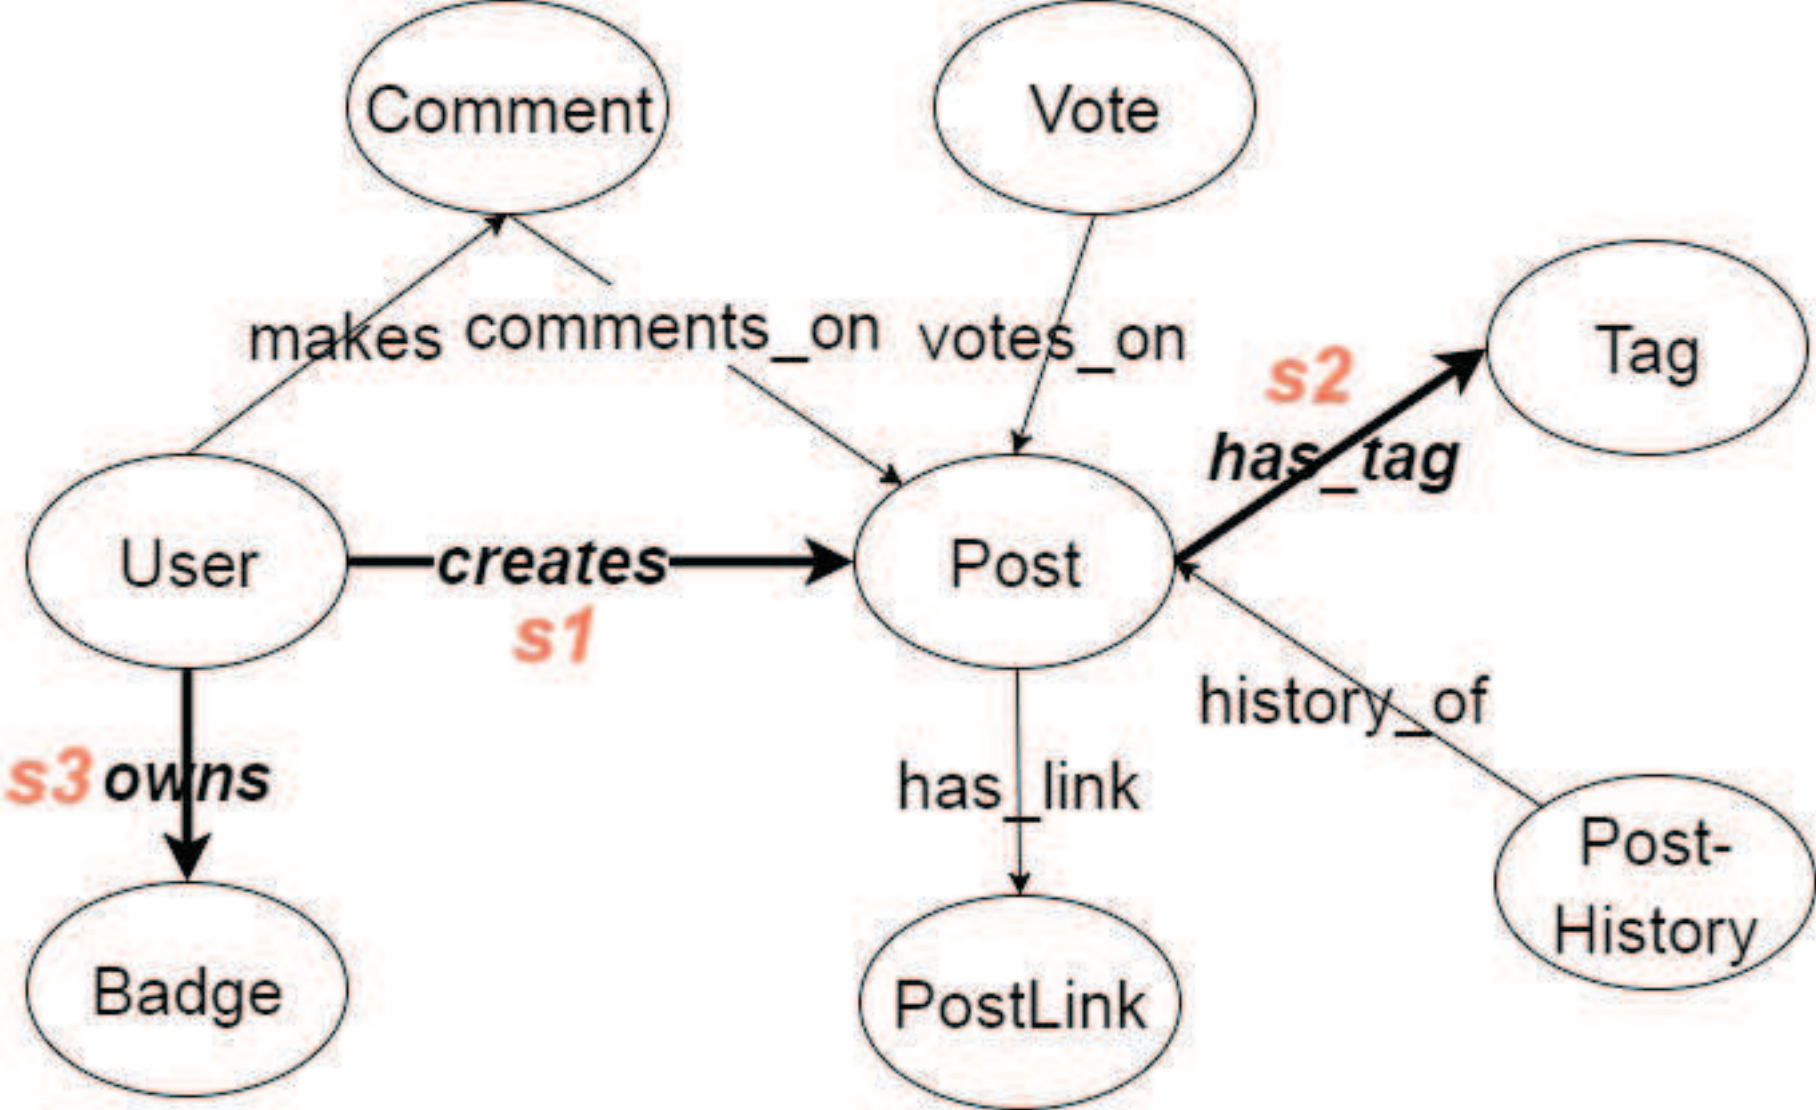 Comment
Vote
makes
comments_on
votes_on
s2
Tag
has_tag
User
creates
Post
s1
history_of
s3 owns
has_link
Post-
History
Badge
PostLink